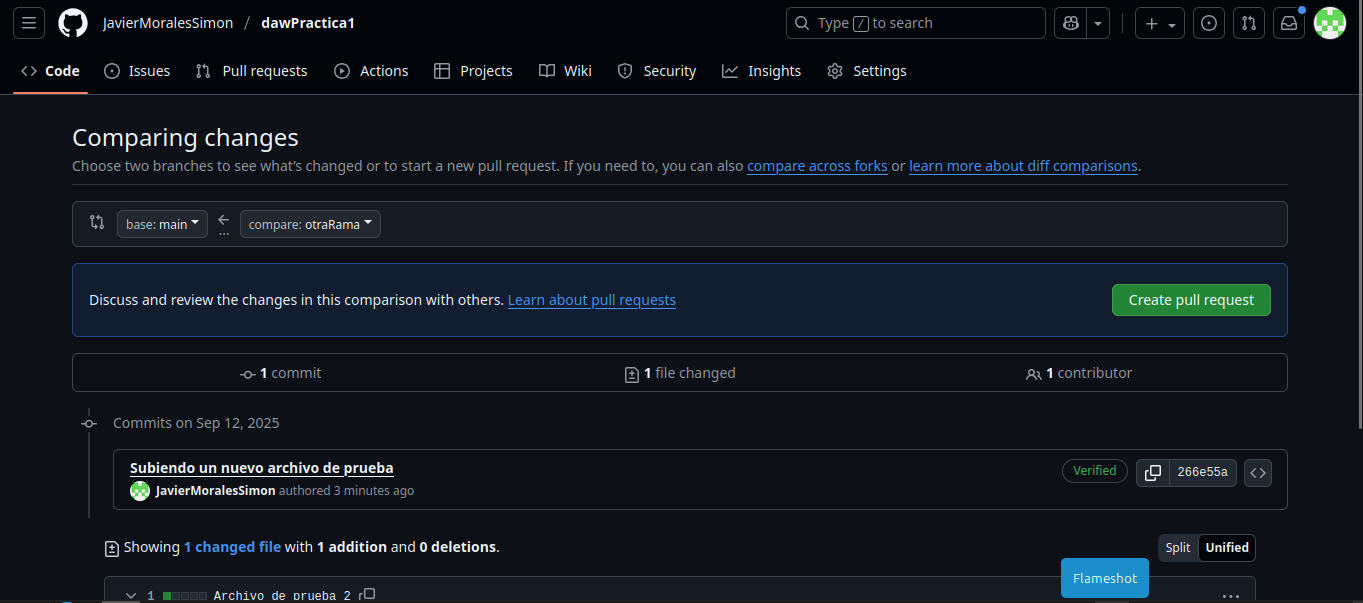 JavierMoralesSimon / dawPractica1
Type / to search
Code Issues Pull requests Actions Projects Wiki Security Insights Settings
Comparing changes
Choose two branches to see what's changed or to start a new pull request. If you need to, you can also compare across forks or learn more about diff comparisons.
base: main ... compare: otraRama
Discuss and review the changes in this comparison with others. Learn about pull requests
Create pull request
1 commit 1 file changed 1 contributor
Commits on Sep 12, 2025
Subiendo un nuevo archivo de prueba
Verified 266e55a
JavierMoralesSimon authored 3 minutes ago
Showing 1 changed file with 1 addition and 0 deletions.
Split Unified
Flameshot
1 Archivo de prueba 2 ...